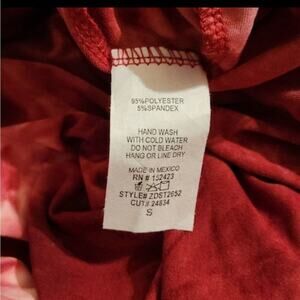 95%POLYESTER
5%SPANDEX
HAND WASH
WITH COLD WATER
DO NOT BLEACH
HANG OR LINE DRY
MADE IN MEXICO
RN # 152423
STYLE# ZDST2652
CUT# 24834
S